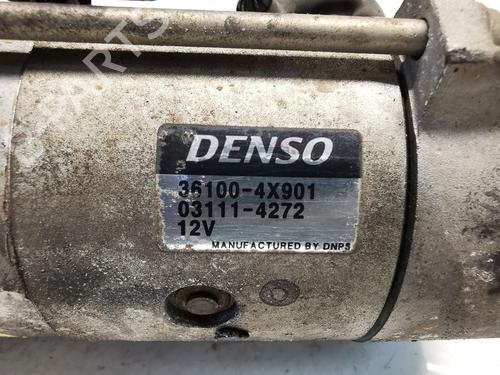 DENSO
36100-4X901
03111-4272
12V
MANUFACTURED BY DNPS